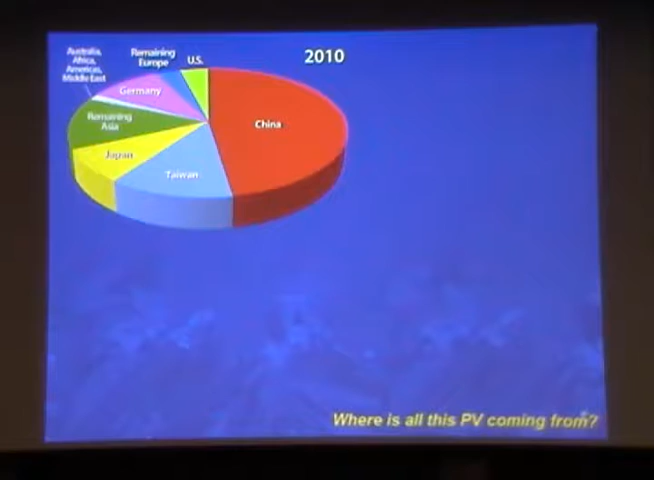 2010
Australia,
Africa,
Americas,
Middle East
Remaining
Europe
U.S.
Germany
China
Remaining
Asia
Japan
Taiwan
Where is all this PV coming from?